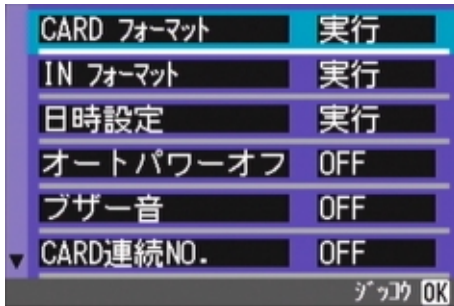 CARD フォーマット 実行
IN フォーマット 実行
日時設定 実行
オートパワーオフ OFF
ブザー音 OFF
CARD連続NO. OFF
ジッコウ OK